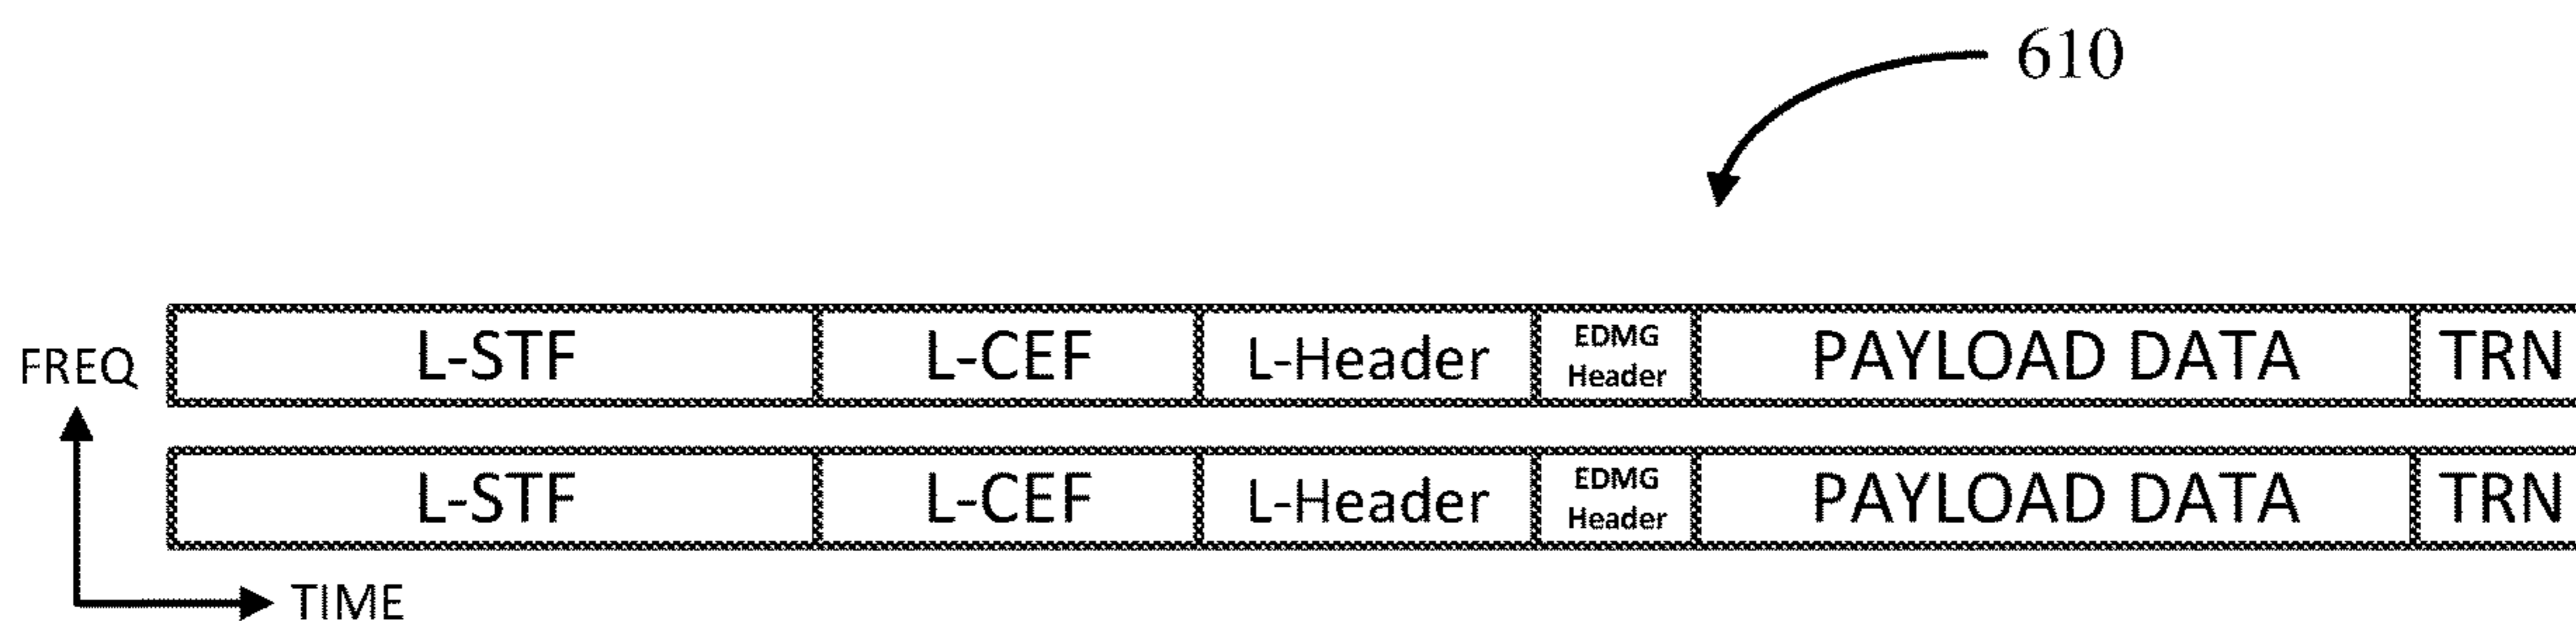 610
L-STF L-CEF L-Header EDMG Header PAYLOAD DATA TRN
FREQ
L-STF L-CEF L-Header EDMG Header PAYLOAD DATA TRN
TIME